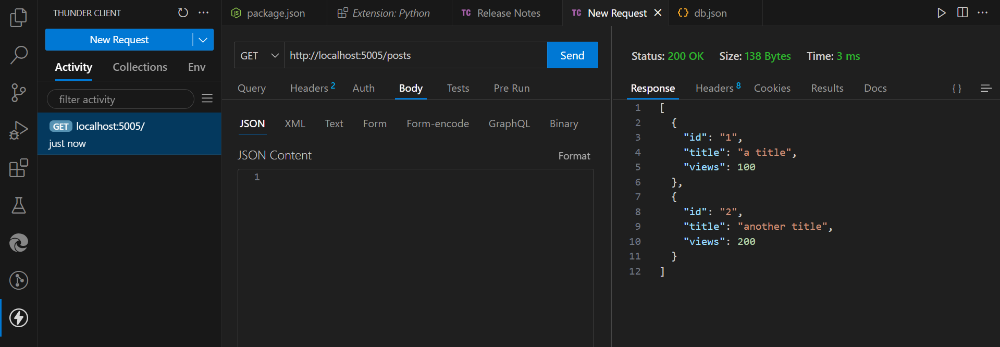 THUNDER CLIENT
New Request
Activity Collections Env
filter activity
GET localhost:5005/
just now
package.json Extension: Python TC Release Notes TC New Request db.json
GET http://localhost:5005/posts Send
Query Headers 2 Auth Body Tests Pre Run
JSON XML Text Form Form-encode GraphQL Binary
JSON Content Format
1
Status: 200 OK Size: 138 Bytes Time: 3 ms
Response Headers 8 Cookies Results Docs { }
1 [
2 {
3 "id": "1",
4 "title": "a title",
5 "views": 100
6 },
7 {
8 "id": "2",
9 "title": "another title",
10 "views": 200
11 }
12 ]